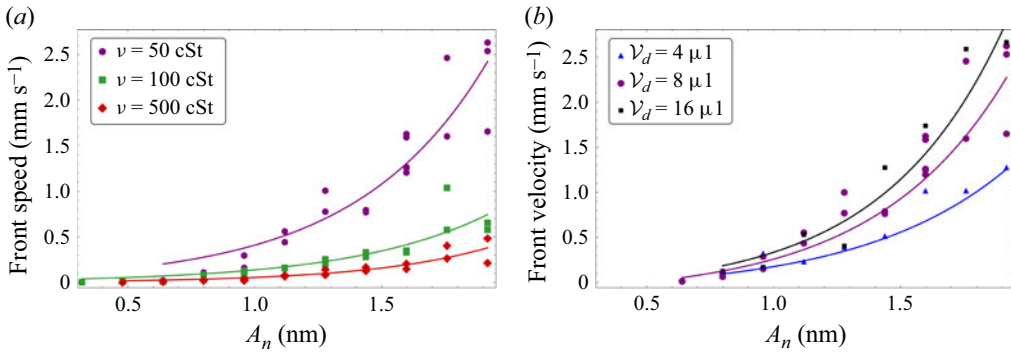 (a)
ν = 50 cSt
ν = 100 cSt
ν = 500 cSt
Front speed (mm s⁻¹)
2.5
2.0
1.5
1.0
0.5
0
0.5
1.0
1.5
Aₙ (nm)
(b)
𝒱_d = 4 μ1
𝒱_d = 8 μ1
𝒱_d = 16 μ1
Front velocity (mm s⁻¹)
2.5
2.0
1.5
1.0
0.5
0
0.5
1.0
1.5
Aₙ (nm)